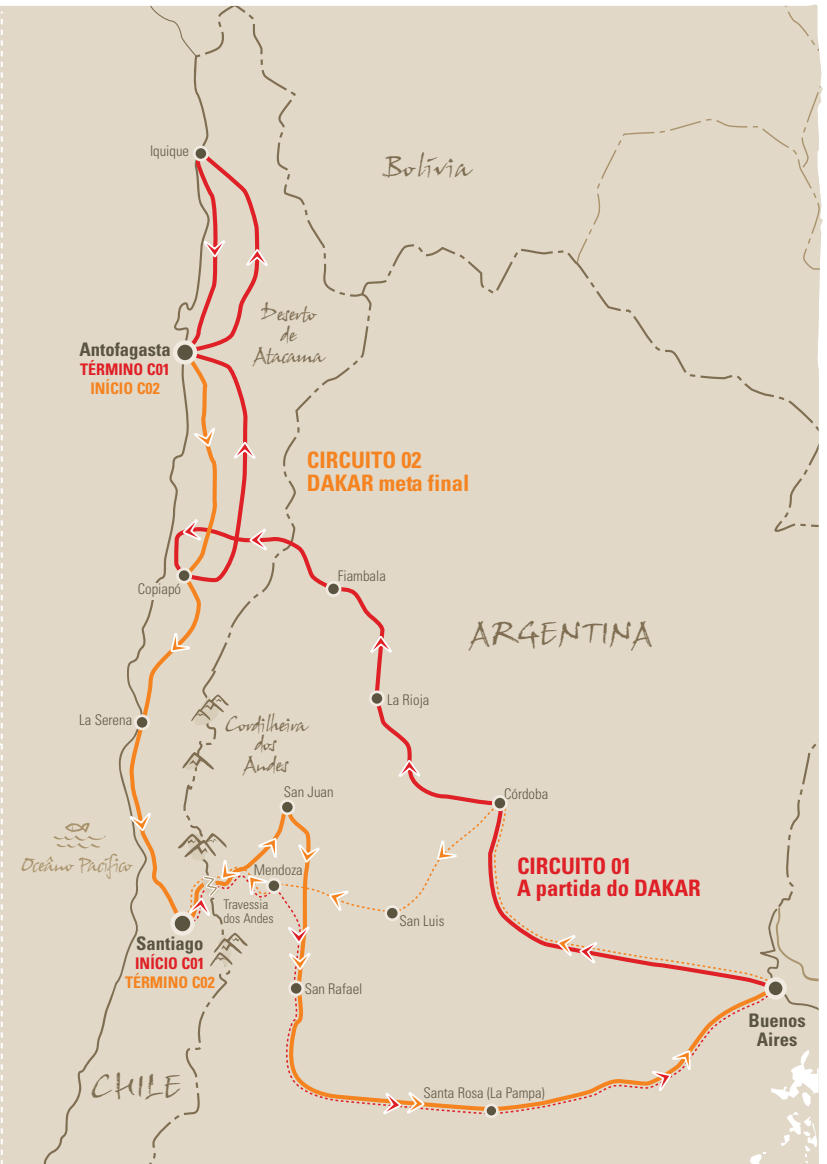 Iquique
Bolívia
Deserto
de
Atacama
Antofagasta
TÉRMINO C01
INÍCIO C02
CIRCUITO 02
DAKAR meta final
Copiapó
Fiambala
ARGENTINA
La Rioja
La Serena
Cordilheira
dos
Andes
San Juan
Córdoba
Oceâno Pacífico
Mendoza
Travessia
dos Andes
CIRCUITO 01
A partida do DAKAR
San Luis
Santiago
INÍCIO C01
TÉRMINO C02
San Rafael
Buenos
Aires
CHILE
Santa Rosa (La Pampa)